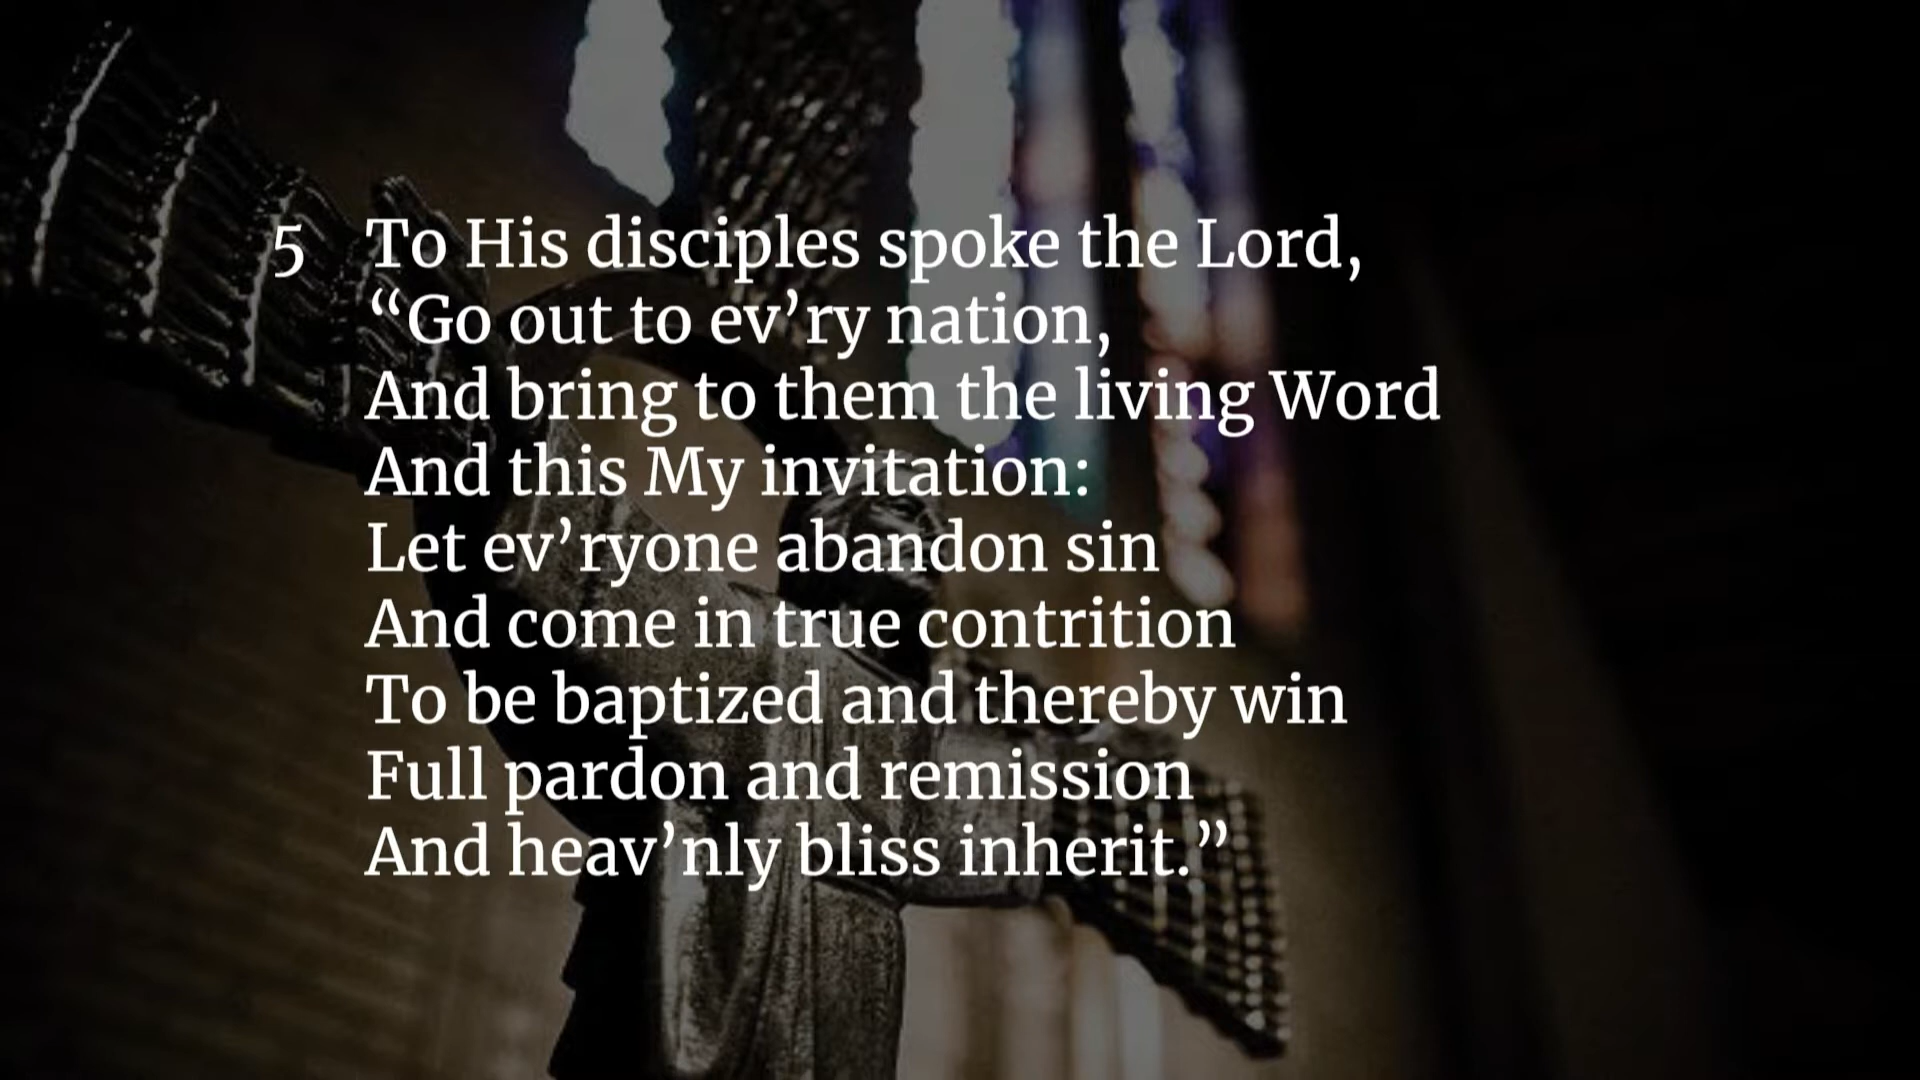 5 To His disciples spoke the Lord,
“Go out to ev’ry nation,
And bring to them the living Word
And this My invitation:
Let ev’ryone abandon sin
And come in true contrition
To be baptized and thereby win
Full pardon and remission
And heav’nly bliss inherit.”